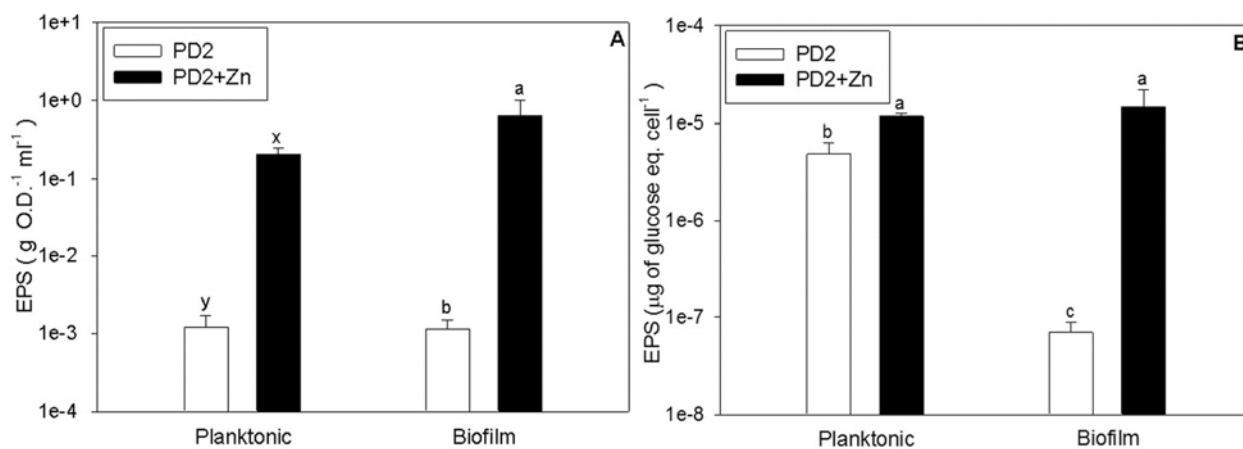 A
PD2
PD2+Zn
EPS ( g O.D.⁻¹ ml⁻¹)
1e+1
1e+0
1e-1
1e-2
1e-3
1e-4
y
x
b
a
Planktonic
Biofilm
B
PD2
PD2+Zn
EPS (μg of glucose eq. cell⁻¹)
1e-4
1e-5
1e-6
1e-7
1e-8
b
a
c
a
Planktonic
Biofilm